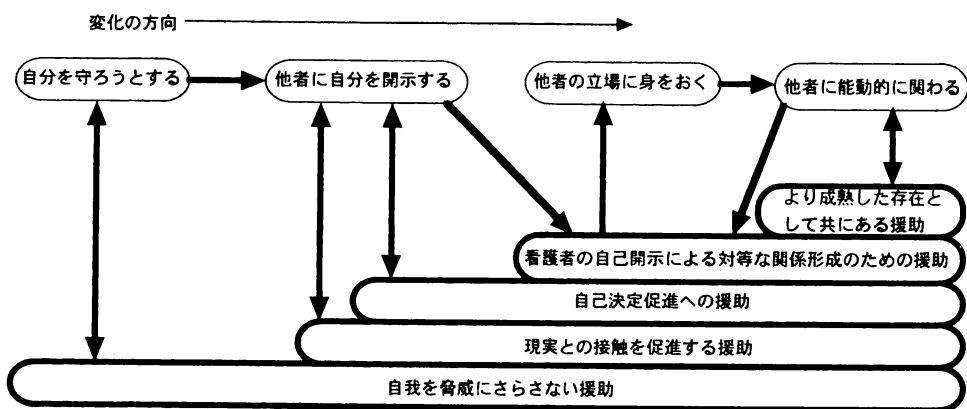 変化の方向
自分を守ろうとする
他者に自分を開示する
他者の立場に身をおく
他者に能動的に関わる
より成熟した存在と
して共にある援助
看護者の自己開示による対等な関係形成のための援助
自己決定促進への援助
現実との接触を促進する援助
自我を脅威にさらさない援助